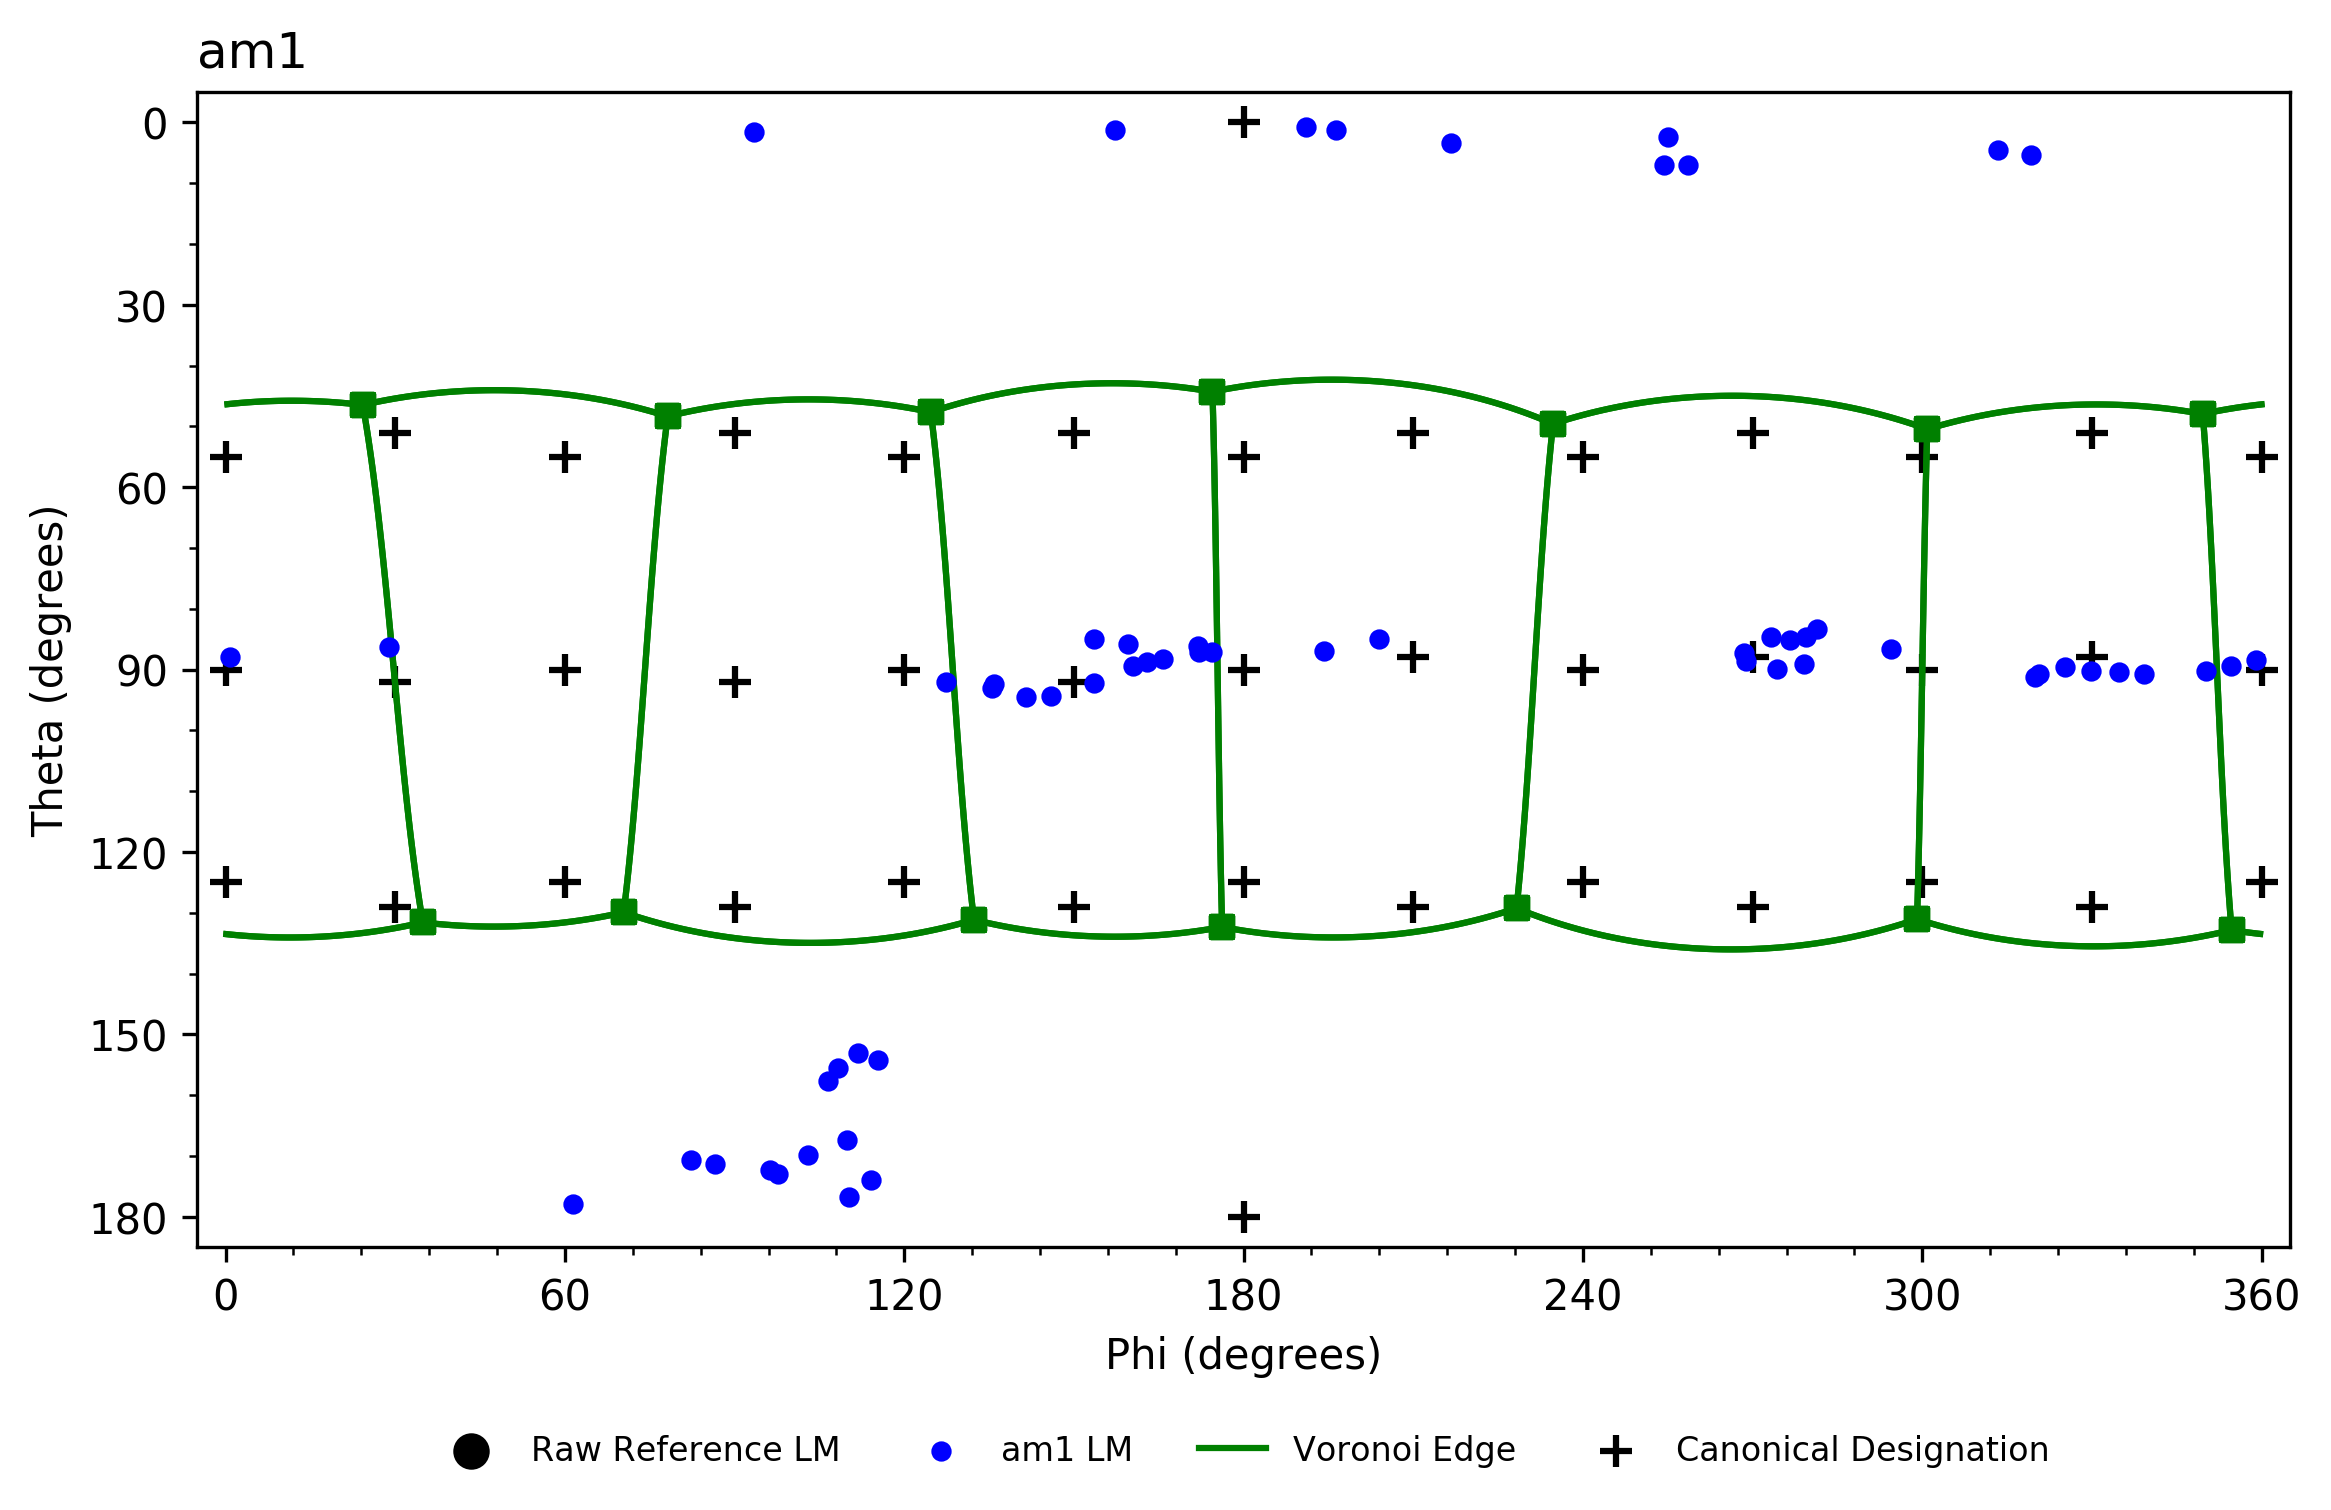 am1
0
30
60
90
120
150
180
Theta (degrees)
0 60 120 180 240 300 360
Phi (degrees)
Raw Reference LM am1 LM Voronoi Edge Canonical Designation